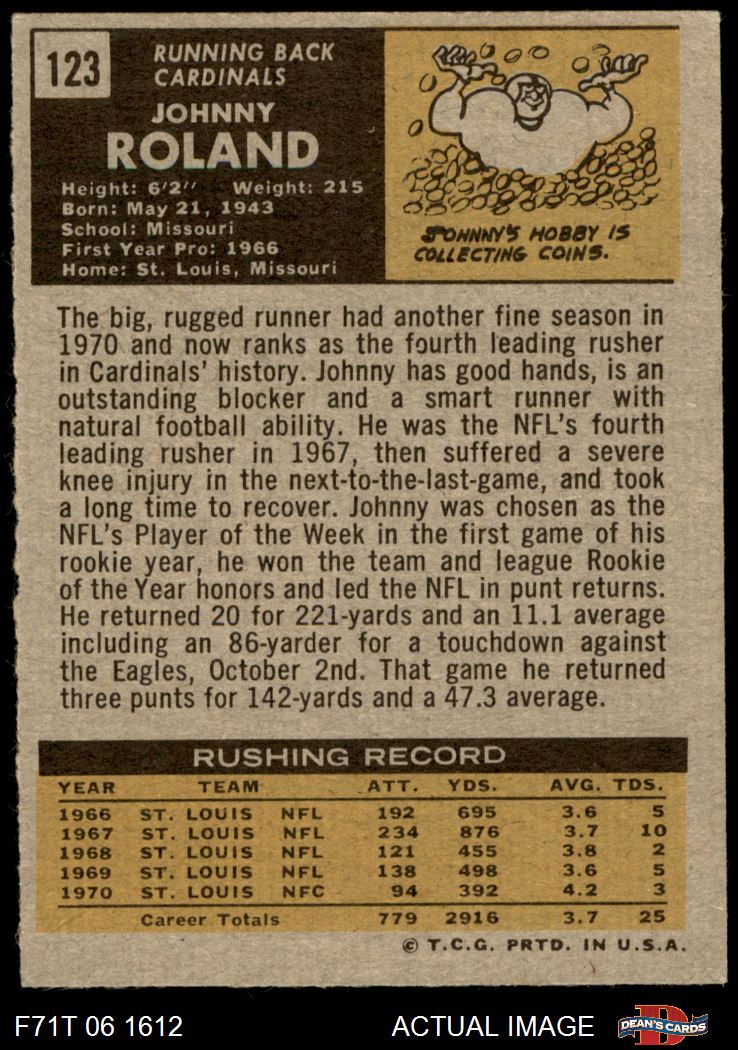 123
RUNNING BACK
CARDINALS
JOHNNY
ROLAND
Height: 6'2" Weight: 215
Born: May 21, 1943
School: Missouri
First Year Pro: 1966
Home: St. Louis, Missouri
JOHNNY'S HOBBY IS
COLLECTING COINS.
The big, rugged runner had another fine season in
1970 and now ranks as the fourth leading rusher
in Cardinals' history. Johnny has good hands, is an
outstanding blocker and a smart runner with
natural football ability. He was the NFL's fourth
leading rusher in 1967, then suffered a severe
knee injury in the next-to-the-last-game, and took
a long time to recover. Johnny was chosen as the
NFL's Player of the Week in the first game of his
rookie year, he won the team and league Rookie
of the Year honors and led the NFL in punt returns.
He returned 20 for 221-yards and an 11.1 average
including an 86-yarder for a touchdown against
the Eagles, October 2nd. That game he returned
three punts for 142-yards and a 47.3 average.
RUSHING RECORD
YEAR TEAM ATT. YDS. AVG. TDS.
1966 ST. LOUIS NFL 192 695 3.6 5
1967 ST. LOUIS NFL 234 876 3.7 10
1968 ST. LOUIS NFL 121 455 3.8 2
1969 ST. LOUIS NFL 138 498 3.6 5
1970 ST. LOUIS NFC 94 392 4.2 3
Career Totals 779 2916 3.7 25
© T.C.G. PRTD. IN U.S.A.
F71T 06 1612 ACTUAL IMAGE DEAN'S CARDS